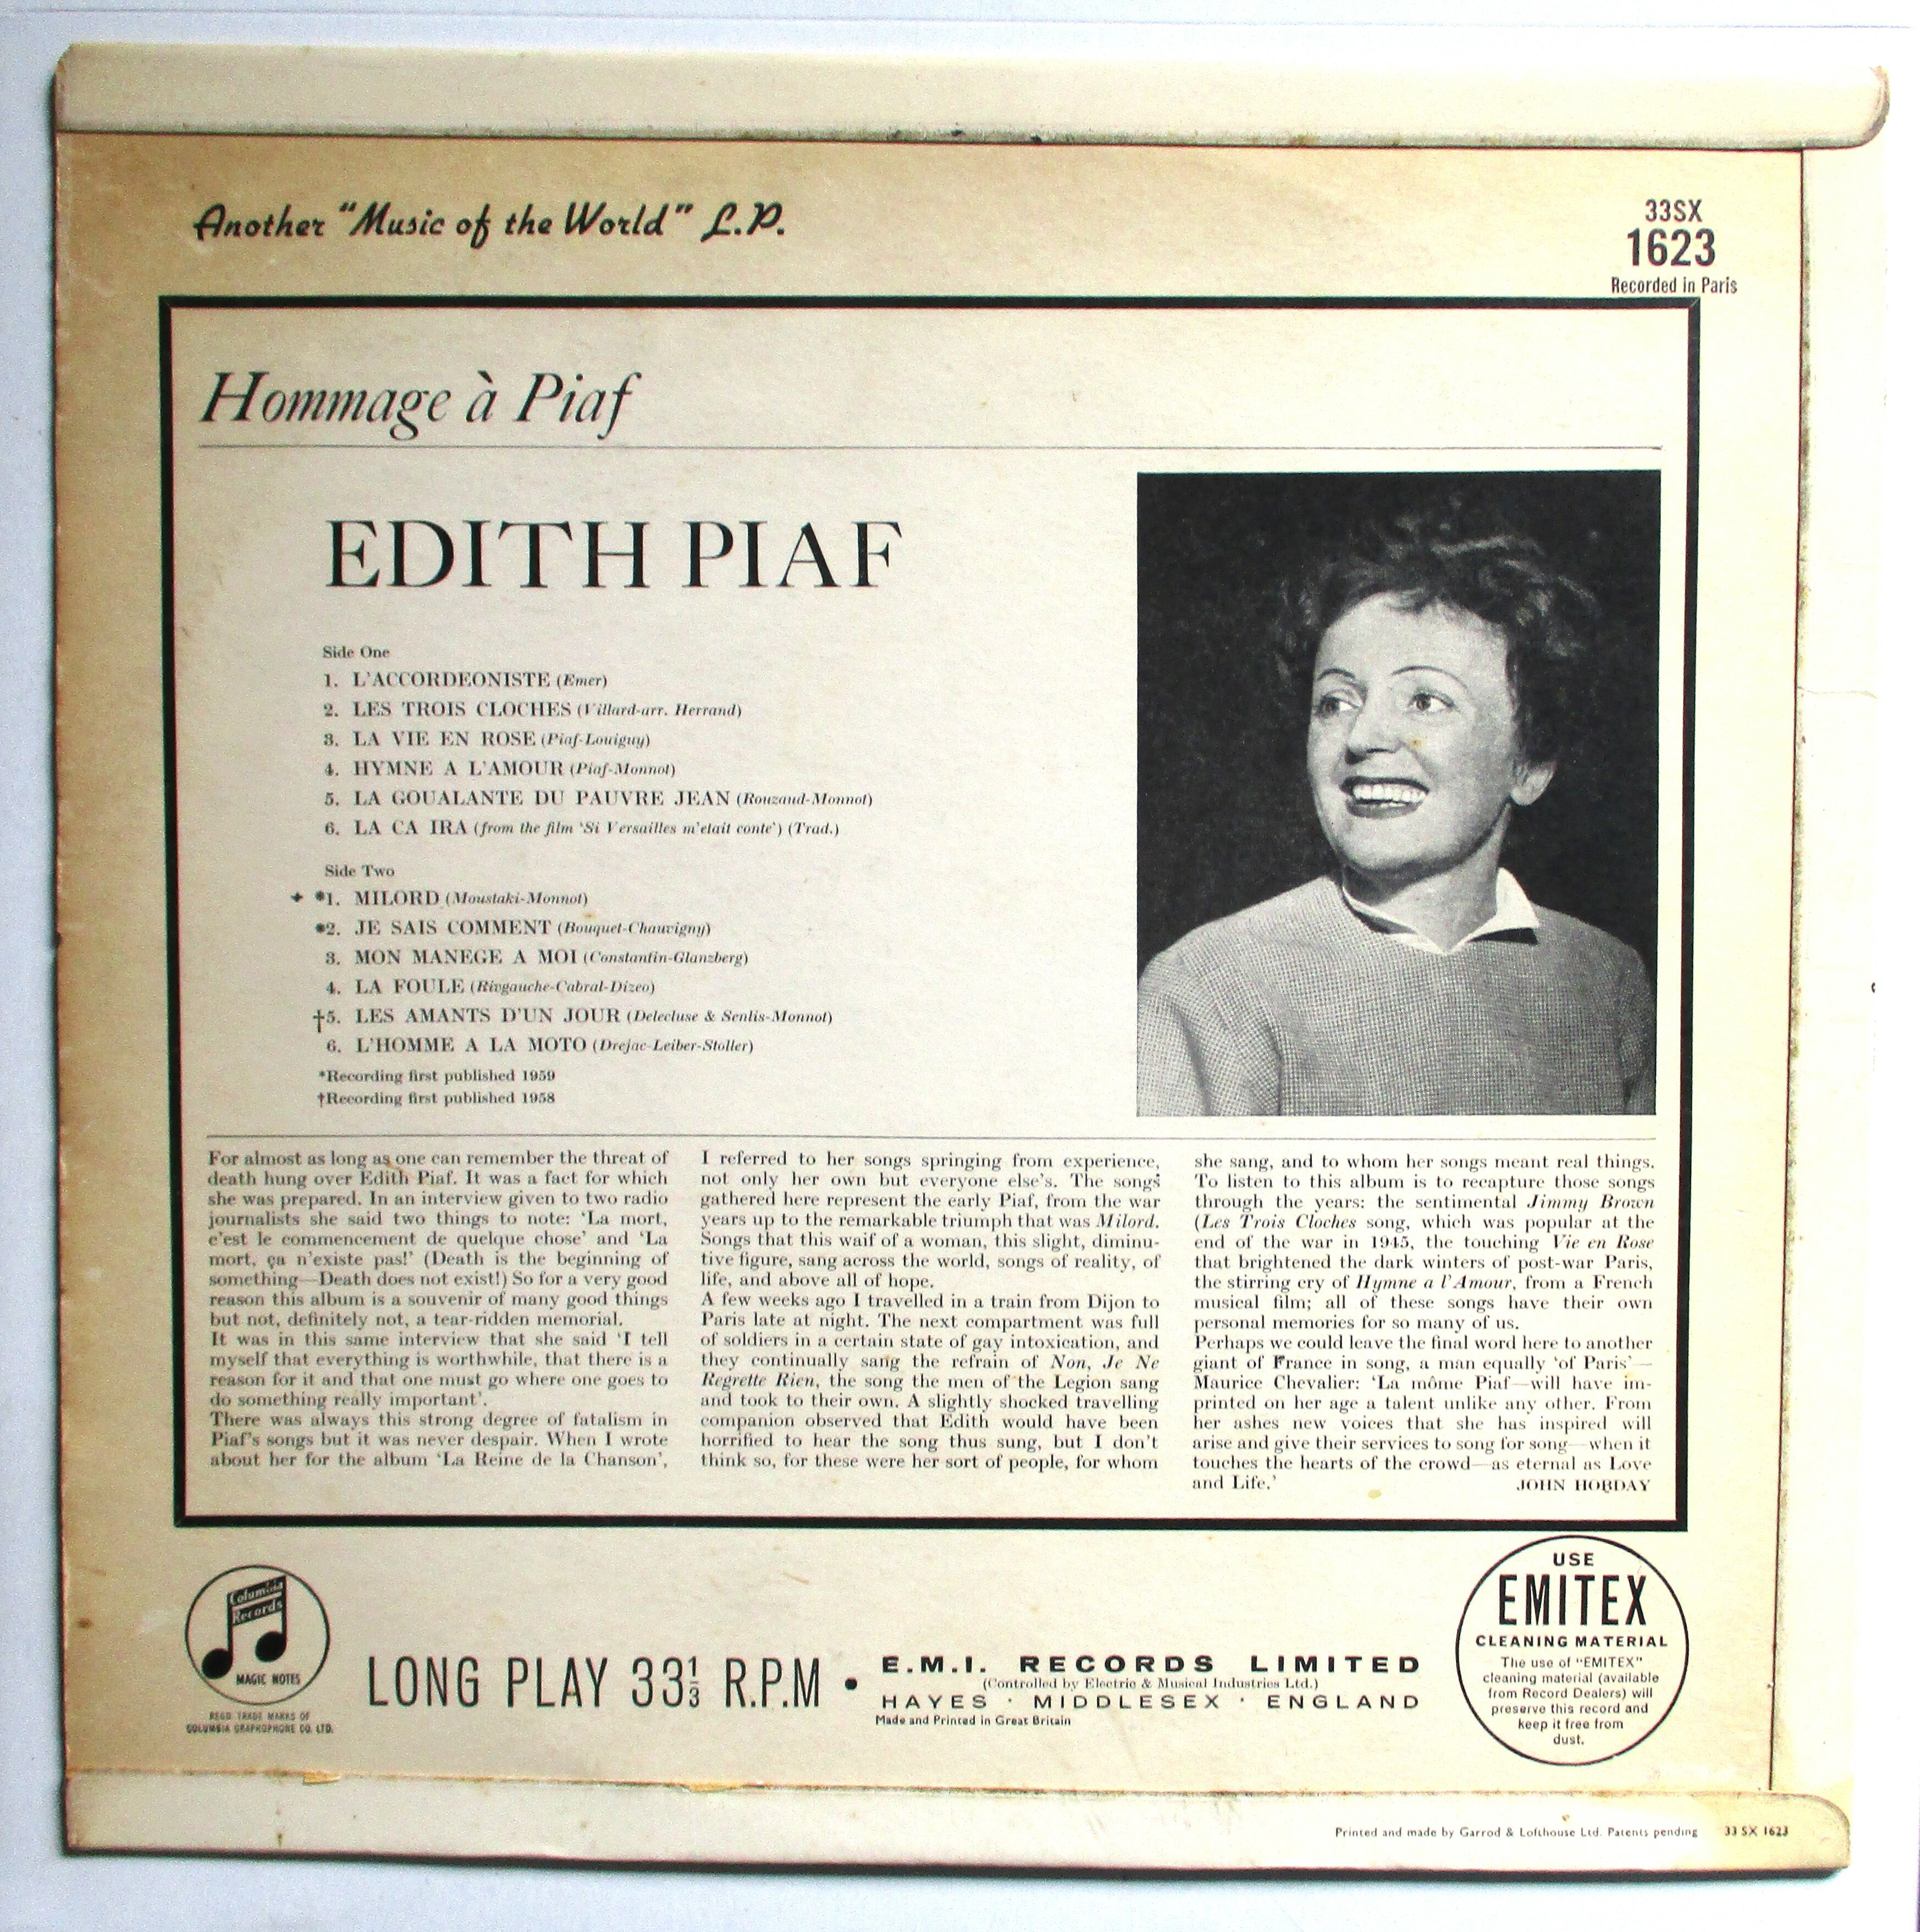 Another "Music of the World" L.P.
33SX
1623
Recorded in Paris
Hommage à Piaf
EDITH PIAF
Side One
1. L'ACCORDEONISTE (Emer)
2. LES TROIS CLOCHES (Villard-arr. Herrand)
3. LA VIE EN ROSE (Piaf-Louiguy)
4. HYMNE A L'AMOUR (Piaf-Monnot)
5. LA GOUALANTE DU PAUVRE JEAN (Rouzaud-Monnot)
6. LA CA IRA (from the film 'Si Versailles m'etait conte') (Trad.)
Side Two
*1. MILORD (Moustaki-Monnot)
*2. JE SAIS COMMENT (Bouquet-Chauvigny)
3. MON MANEGE A MOI (Constantin-Glanzberg)
4. LA FOULE (Rivgauche-Cabral-Dizeo)
†5. LES AMANTS D'UN JOUR (Delecluse & Senlis-Monnot)
6. L'HOMME A LA MOTO (Drejac-Leiber-Stoller)
*Recording first published 1959
†Recording first published 1958
For almost as long as one can remember the threat of
death hung over Edith Piaf. It was a fact for which
she was prepared. In an interview given to two radio
journalists she said two things to note: 'La mort,
c'est le commencement de quelque chose' and 'La
mort, ça n'existe pas!' (Death is the beginning of
something—Death does not exist!) So for a very good
reason this album is a souvenir of many good things
but not, definitely not, a tear-ridden memorial.
It was in this same interview that she said 'I tell
myself that everything is worthwhile, that there is a
reason for it and that one must go where one goes to
do something really important'.
There was always this strong degree of fatalism in
Piaf's songs but it was never despair. When I wrote
about her for the album 'La Reine de la Chanson',
I referred to her songs springing from experience,
not only her own but everyone else's. The songs
gathered here represent the early Piaf, from the war
years up to the remarkable triumph that was Milord.
Songs that this waif of a woman, this slight, diminu-
tive figure, sang across the world, songs of reality, of
life, and above all of hope.
A few weeks ago I travelled in a train from Dijon to
Paris late at night. The next compartment was full
of soldiers in a certain state of gay intoxication, and
they continually sang the refrain of Non, Je Ne
Regrette Rien, the song the men of the Legion sang
and took to their own. A slightly shocked travelling
companion observed that Edith would have been
horrified to hear the song thus sung, but I don't
think so, for these were her sort of people, for whom
she sang, and to whom her songs meant real things.
To listen to this album is to recapture those songs
through the years: the sentimental Jimmy Brown
(Les Trois Cloches song, which was popular at the
end of the war in 1945, the touching Vie en Rose
that brightened the dark winters of post-war Paris,
the stirring cry of Hymne a l'Amour, from a French
musical film; all of these songs have their own
personal memories for so many of us.
Perhaps we could leave the final word here to another
giant of France in song, a man equally 'of Paris'—
Maurice Chevalier: 'La môme Piaf—will have im-
printed on her age a talent unlike any other. From
her ashes new voices that she has inspired will
arise and give their services to song for song—when it
touches the hearts of the crowd—as eternal as Love
and Life.' JOHN HOBDAY
Columbia
Records
MAGIC NOTES
REGD. TRADE MARKS OF
COLUMBIA GRAPHOPHONE CO. LTD.
LONG PLAY 33⅓ R.P.M •
E.M.I. RECORDS LIMITED
(Controlled by Electric & Musical Industries Ltd.)
HAYES · MIDDLESEX · ENGLAND
Made and Printed in Great Britain
USE
EMITEX
CLEANING MATERIAL
The use of "EMITEX"
cleaning material (available
from Record Dealers) will
preserve this record and
keep it free from
dust.
Printed and made by Garrod & Lofthouse Ltd. Patents pending 33 SX 1623